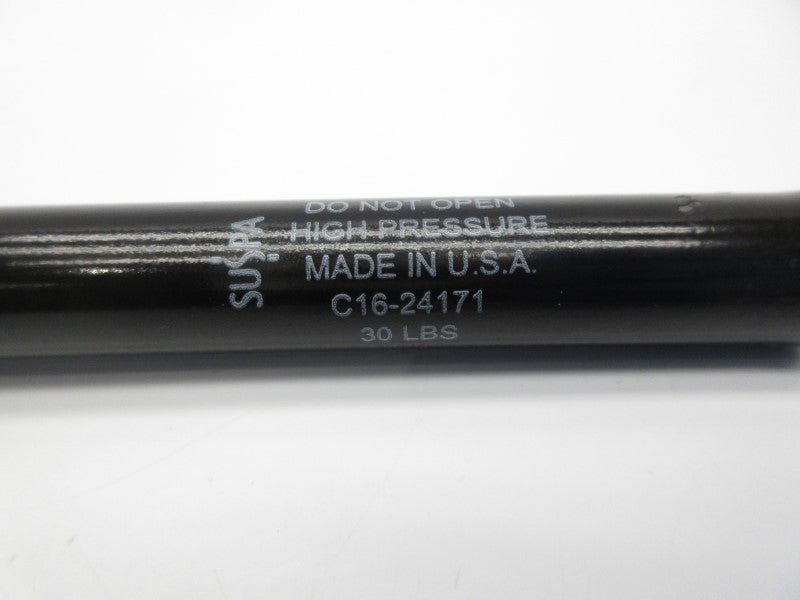 SUSPA
DO NOT OPEN
HIGH PRESSURE
MADE IN U.S.A.
C16-24171
30 LBS